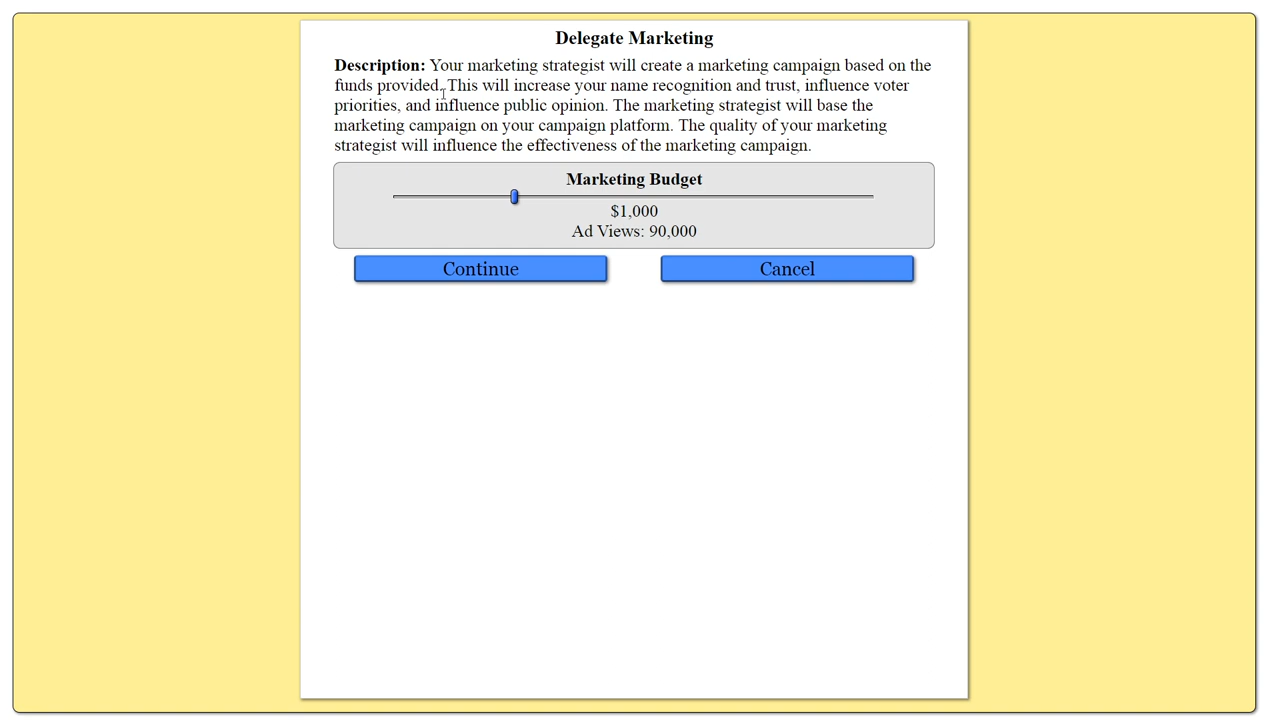 Delegate Marketing
Description: Your marketing strategist will create a marketing campaign based on the
funds provided. This will increase your name recognition and trust, influence voter
priorities, and influence public opinion. The marketing strategist will base the
marketing campaign on your campaign platform. The quality of your marketing
strategist will influence the effectiveness of the marketing campaign.
Marketing Budget
$1,000
Ad Views: 90,000
Continue
Cancel